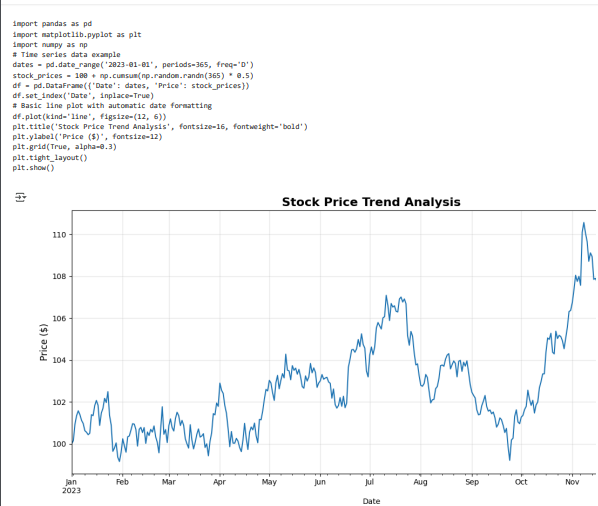 import pandas as pd
import matplotlib.pyplot as plt
import numpy as np
# Time series data example
dates = pd.date_range('2023-01-01', periods=365, freq='D')
stock_prices = 100 + np.cumsum(np.random.randn(365) * 0.5)
df = pd.DataFrame({'Date': dates, 'Price': stock_prices})
df.set_index('Date', inplace=True)
# Basic line plot with automatic date formatting
df.plot(kind='line', figsize=(12, 6))
plt.title('Stock Price Trend Analysis', fontsize=16, fontweight='bold')
plt.ylabel('Price ($)', fontsize=12)
plt.grid(True, alpha=0.3)
plt.tight_layout()
plt.show()
Stock Price Trend Analysis
110
108
106
104
102
100
Price ($)
Jan Feb Mar Apr May Jun Jul Aug Sep Oct Nov
2023
Date